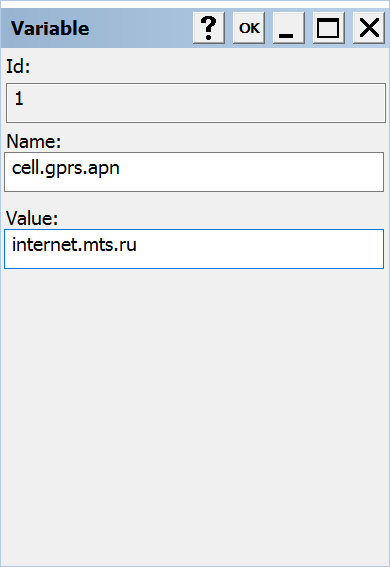 Variable ? OK
Id:
1
Name:
cell.gprs.apn
Value:
internet.mts.ru